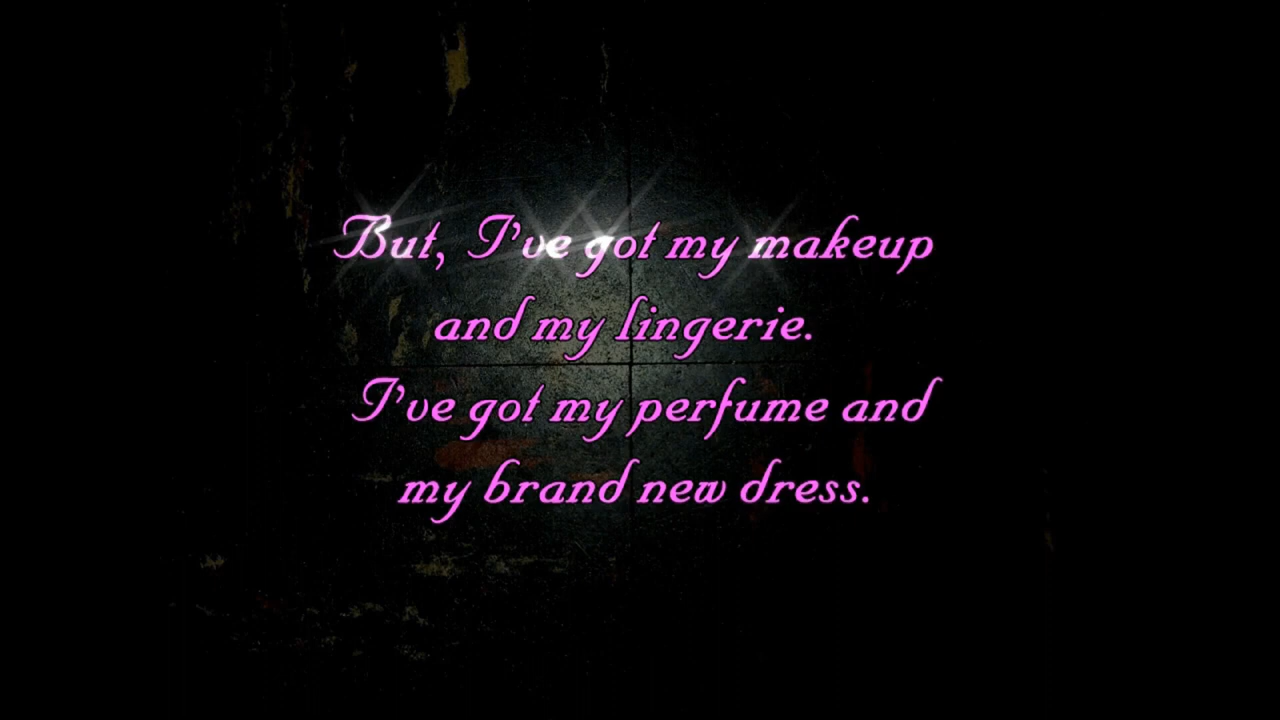 But, I've got my makeup
and my lingerie.
I've got my perfume and
my brand new dress.